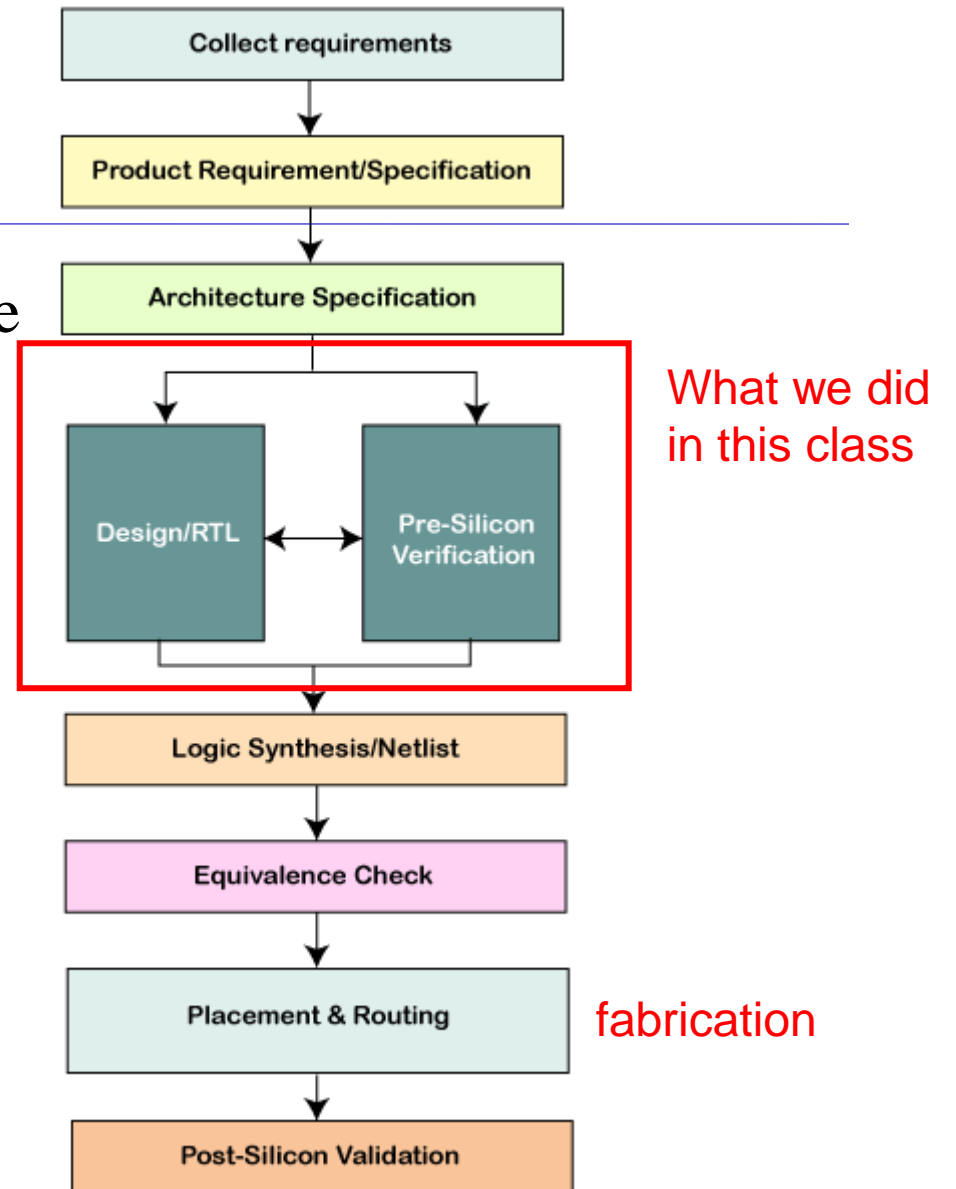 Collect requirements
Product Requirement/Specification
Architecture Specification
e
What we did
in this class
Design/RTL
Pre-Silicon
Verification
Logic Synthesis/Netlist
Equivalence Check
Placement & Routing
fabrication
Post-Silicon Validation